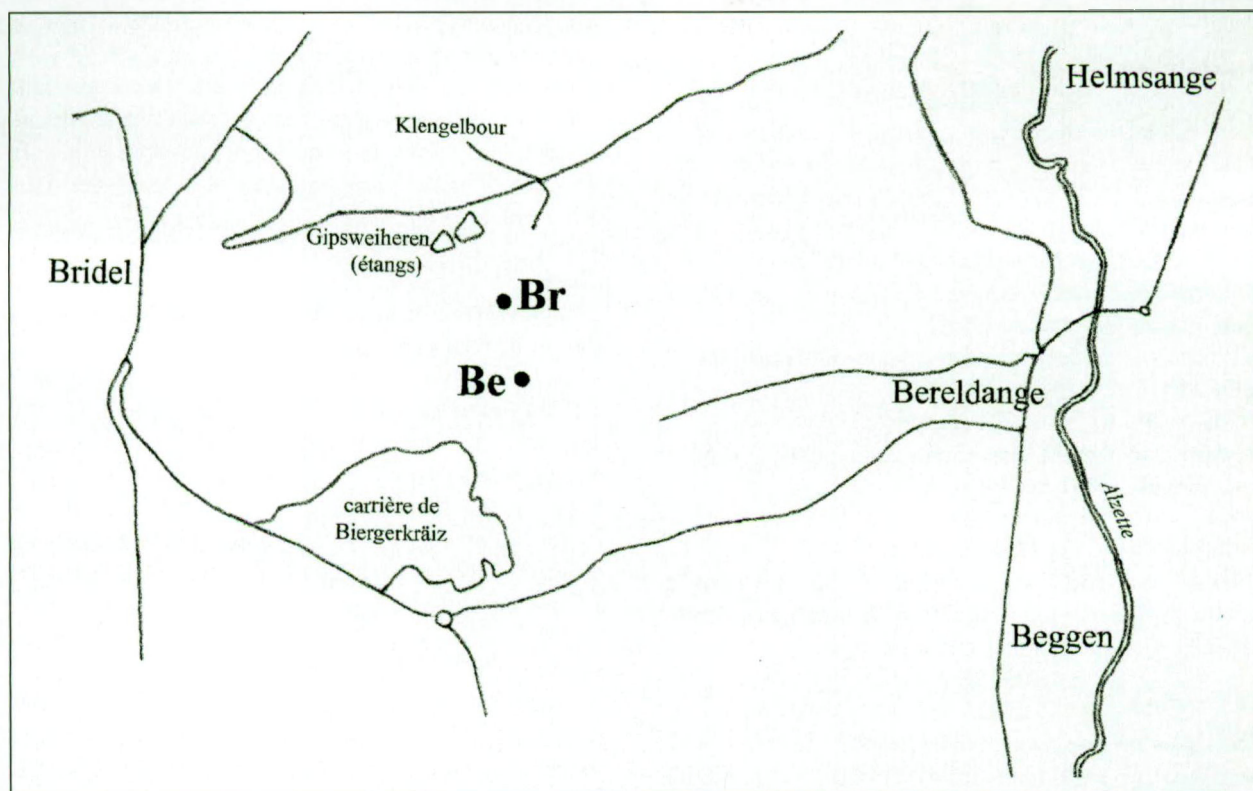 Helmsange
Klengelbour
Gipsweiheren
(étangs)
Bridel
Br
Be
Bereldange
carrière de
Biergerkräiz
Alzette
Beggen